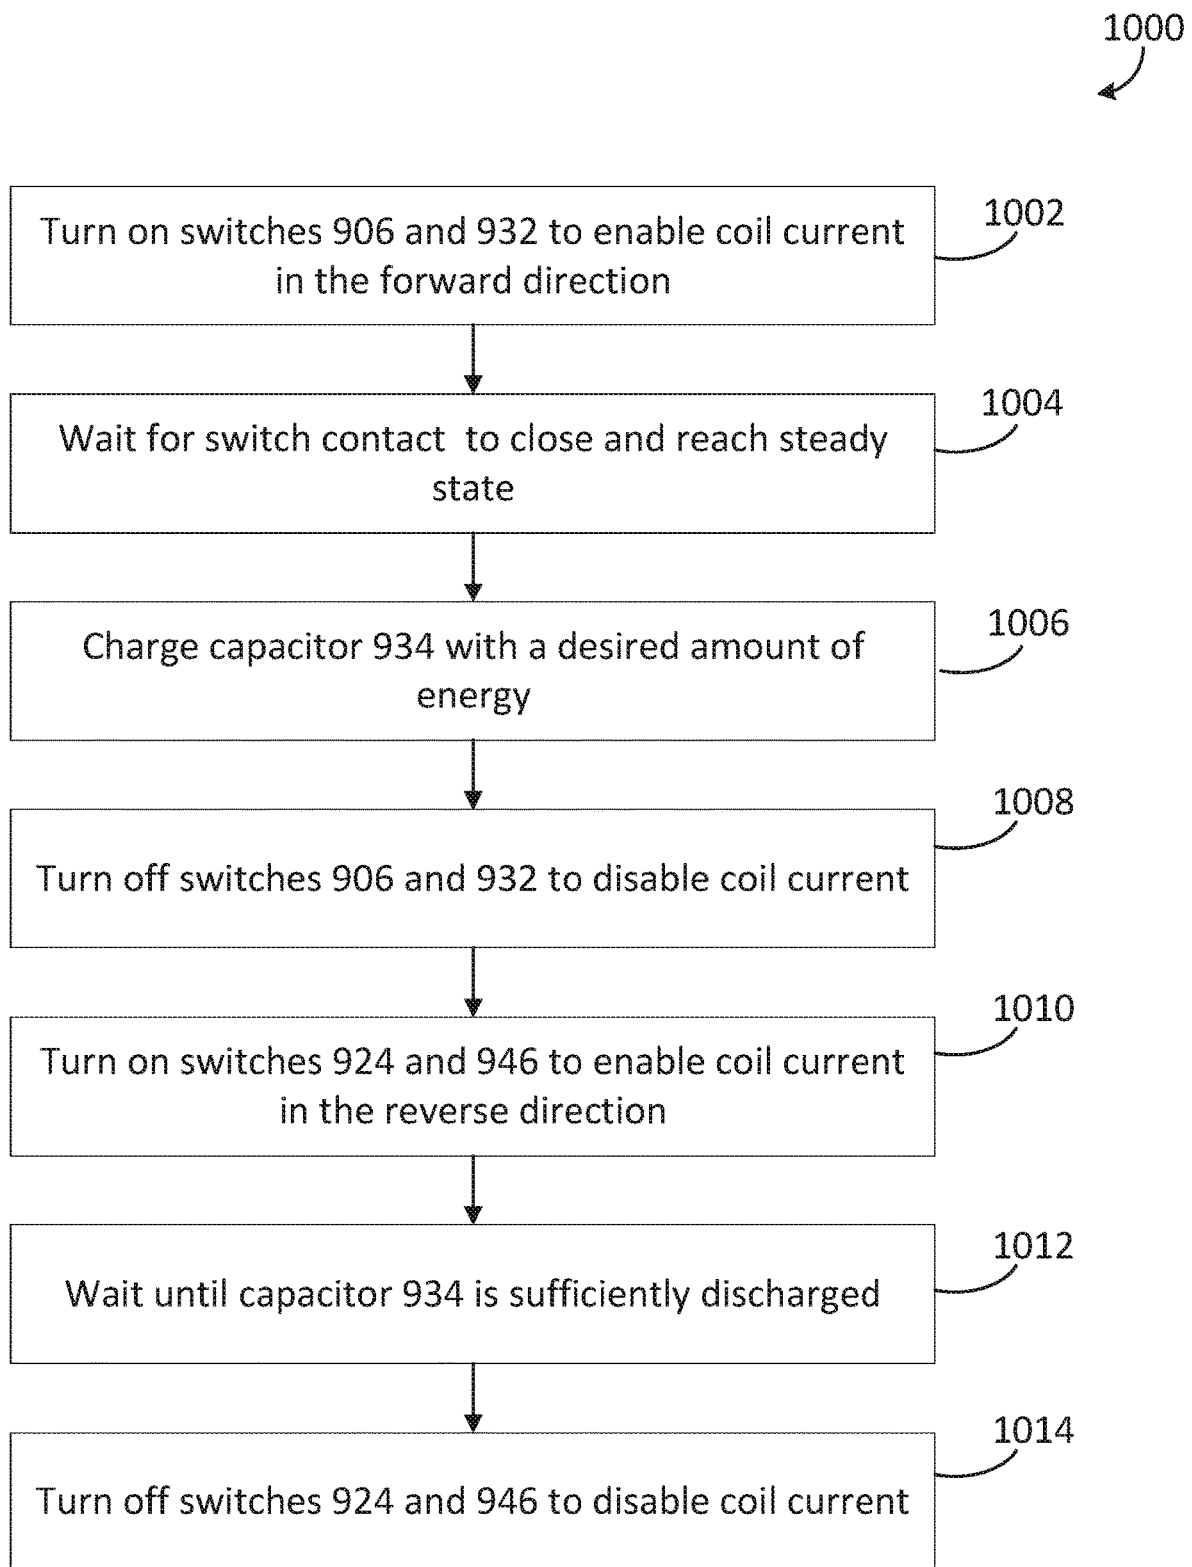 1000
Turn on switches 906 and 932 to enable coil current
in the forward direction
1002
Wait for switch contact to close and reach steady
state
1004
Charge capacitor 934 with a desired amount of
energy
1006
Turn off switches 906 and 932 to disable coil current
1008
Turn on switches 924 and 946 to enable coil current
in the reverse direction
1010
Wait until capacitor 934 is sufficiently discharged
1012
Turn off switches 924 and 946 to disable coil current
1014